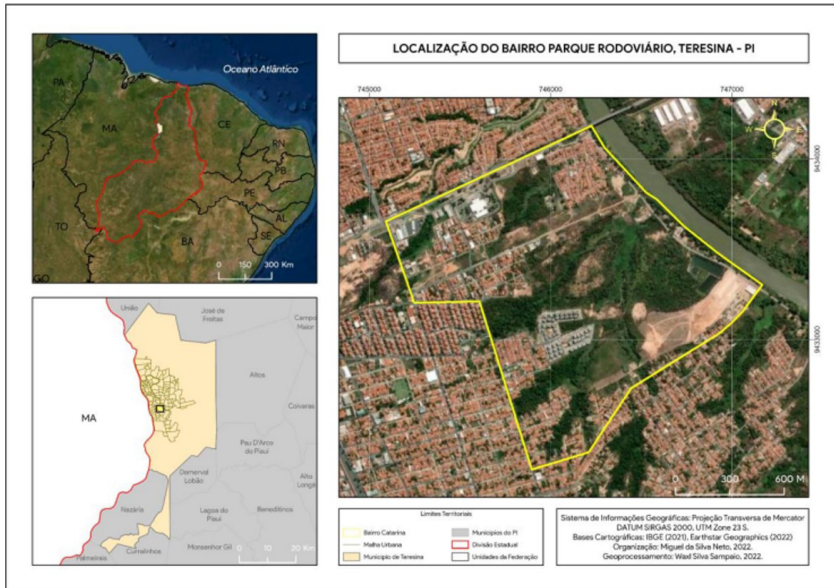 LOCALIZAÇÃO DO BAIRRO PARQUE RODOVIÁRIO, TERESINA - PI
Oceano Atlântico
PA
MA
CE
RN
PB
PE
AL
SE
TO
BA
GO
0 150 300 Km
745000 746000 747000
N
W E
S
9434000
9433000
0 300 600 M
União
José de
Freitas
Campo
Maior
MA
Altos
Coivaras
Pau D'Arco
do Piauí
Demerval
Lobão
Alto
Longá
Nazária
Lagoa do
Piauí
Beneditinos
Curralinhos
Monsenhor Gil
Palmeirais
20 Km
Limites Territoriais
Bairro Catarina
Malha Urbana
Município de Teresina
Municípios do PI
Divisão Estadual
Unidades da Federação
Sistema de Informações Geográficas: Projeção Transversa de Mercator
DATUM SIRGAS 2000, UTM Zone 23 S.
Bases Cartográficas: IBGE (2021), Earthstar Geographics (2022)
Organização: Miguel da Silva Neto, 2022.
Geoprocessamento: Waxl Silva Sampaio, 2022.